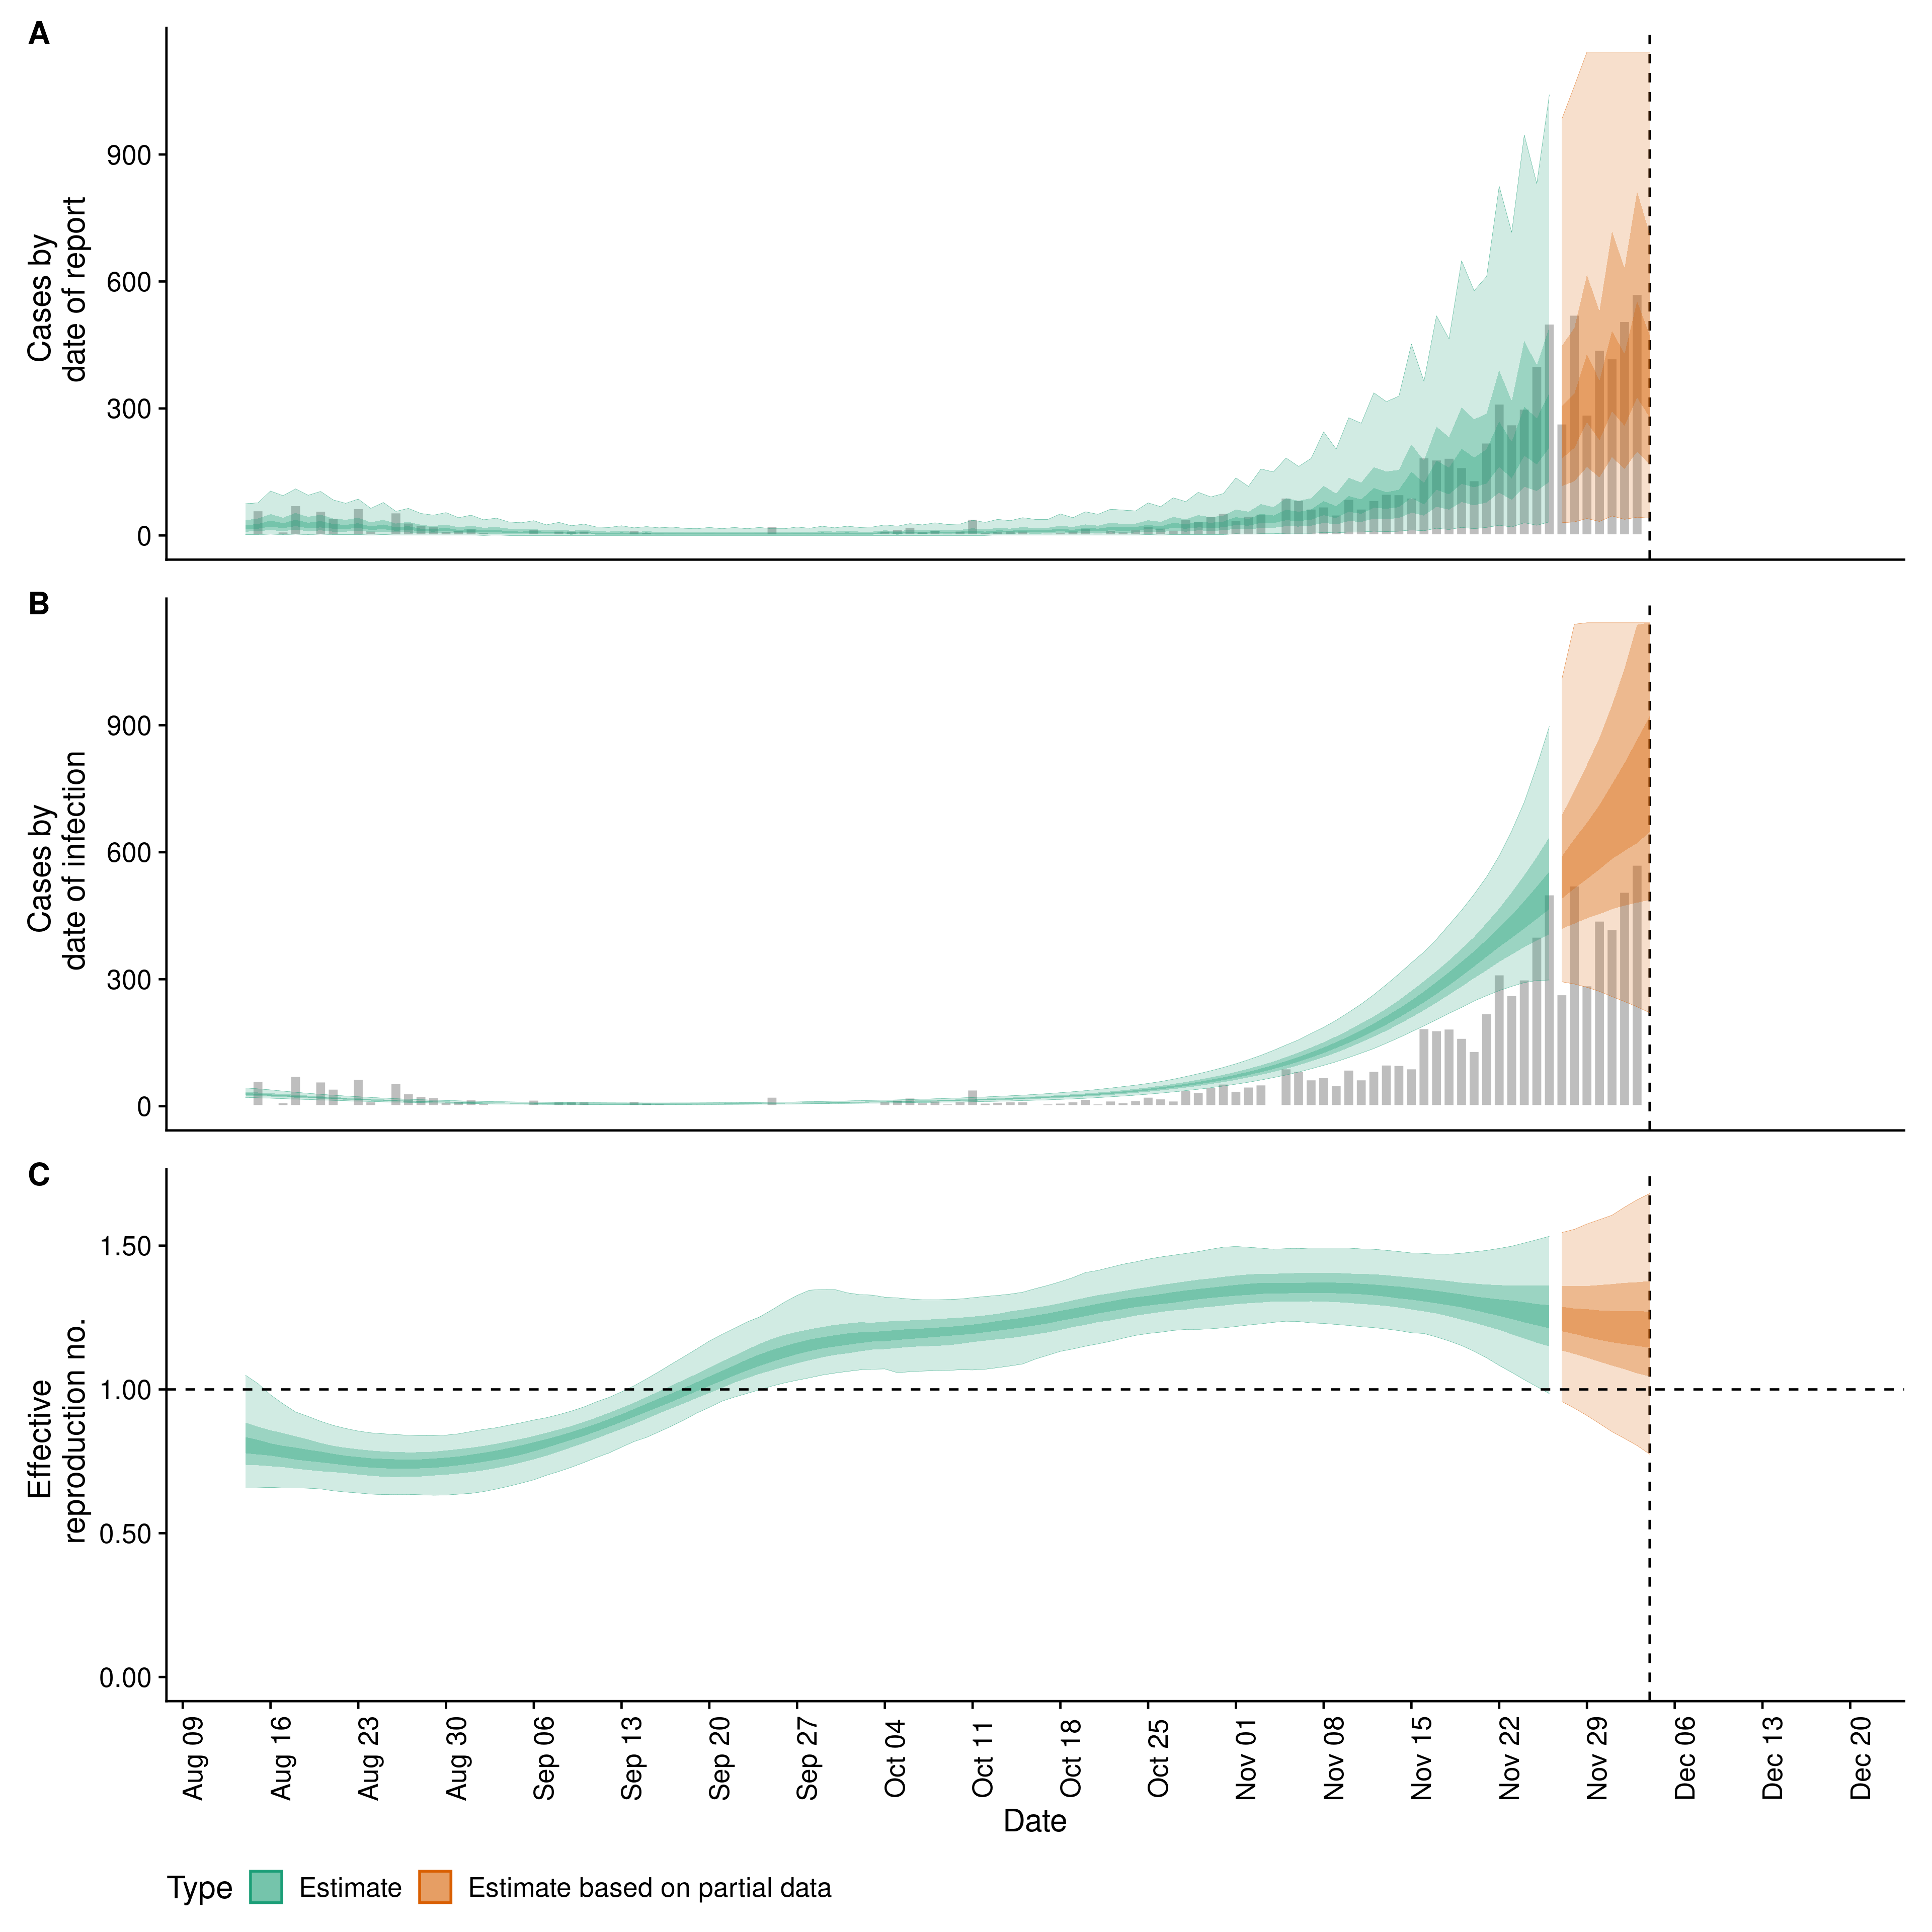 A
Cases by
date of report
900
600
300
0
B
Cases by
date of infection
900
600
300
0
C
Effective
reproduction no.
1.50
1.00
0.50
0.00
Aug 09
Aug 16
Aug 23
Aug 30
Sep 06
Sep 13
Sep 20
Sep 27
Oct 04
Oct 11
Oct 18
Oct 25
Nov 01
Nov 08
Nov 15
Nov 22
Nov 29
Dec 06
Dec 13
Dec 20
Date
Type Estimate Estimate based on partial data